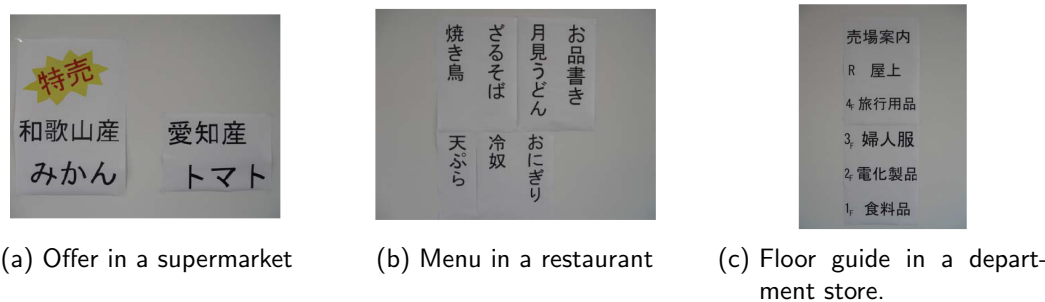 特売
和歌山産
みかん
愛知産
トマト
(a) Offer in a supermarket
お品書き
月見うどん
ざるそば
焼き鳥
おにぎり
冷奴
天ぷら
(b) Menu in a restaurant
売場案内
R 屋上
4F 旅行用品
3F 婦人服
2F 電化製品
1F 食料品
(c) Floor guide in a depart-
ment store.